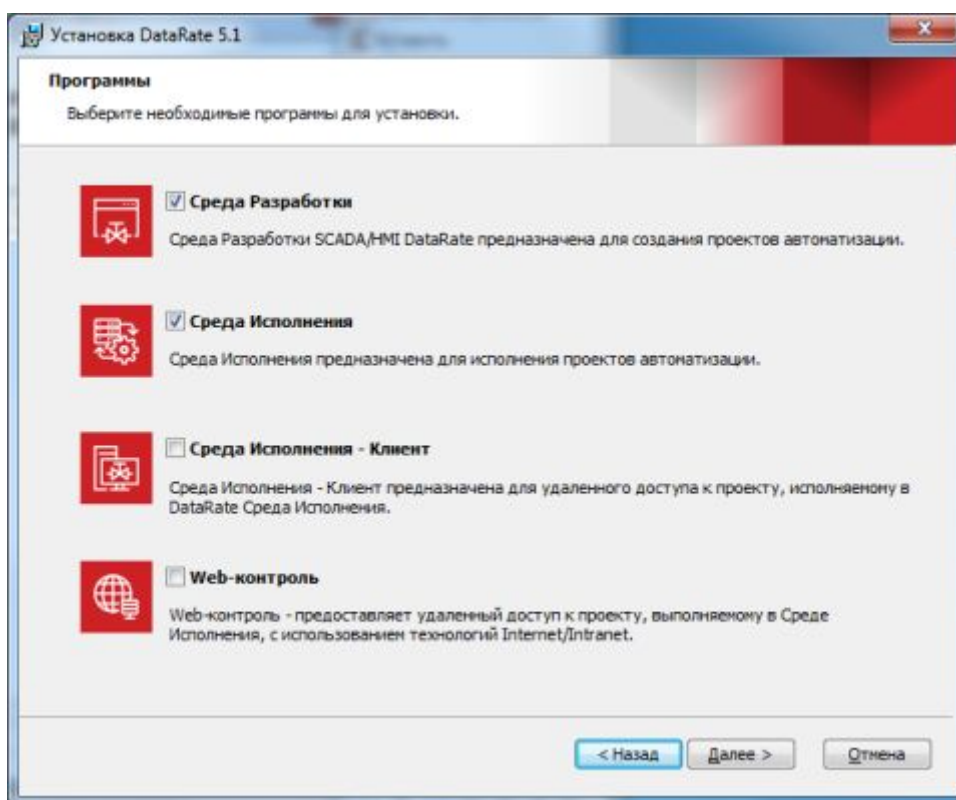 Установка DataRate 5.1
Программы
Выберите необходимые программы для установки.
Среда Разработки
Среда Разработки SCADA/HMI DataRate предназначена для создания проектов автоматизации.
Среда Исполнения
Среда Исполнения предназначена для исполнения проектов автоматизации.
Среда Исполнения - Клиент
Среда Исполнения - Клиент предназначена для удаленного доступа к проекту, исполняемому в
DataRate Среда Исполнения.
Web-контроль
Web-контроль - предоставляет удаленный доступ к проекту, выполняемому в Среде
Исполнения, с использованием технологий Internet/Intranet.
< Назад Далее > Отмена